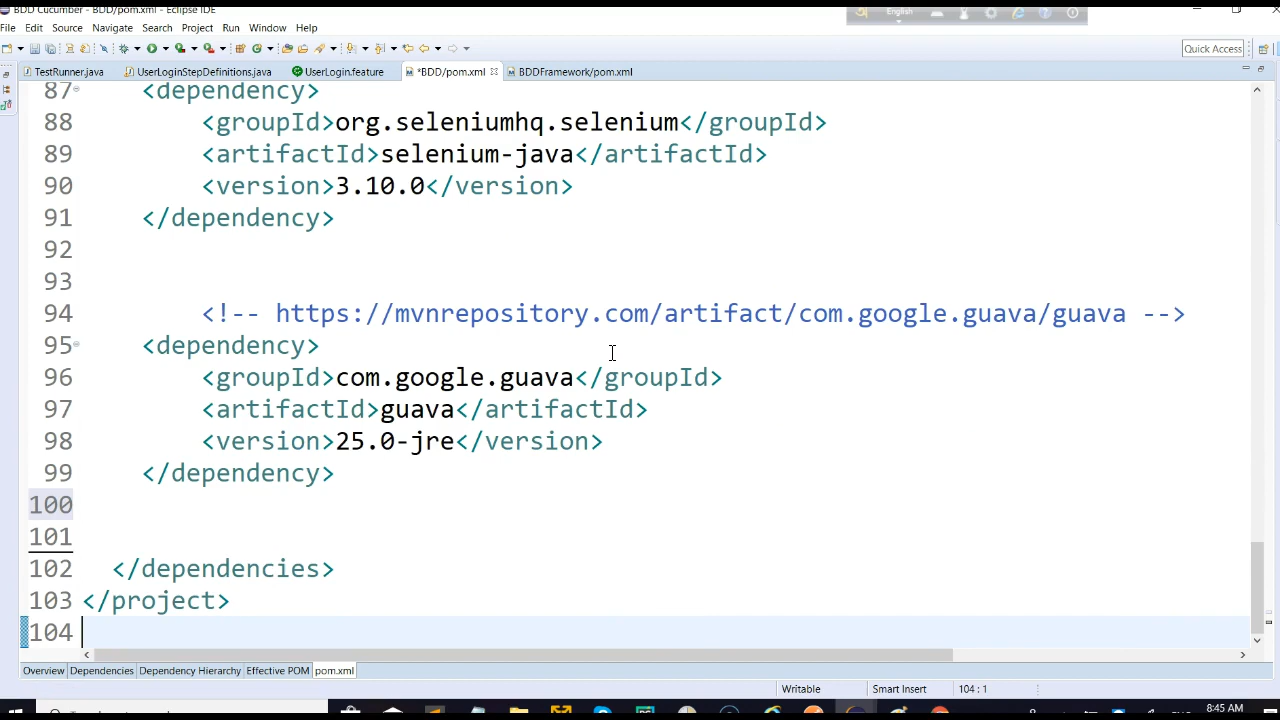 BDD Cucumber - BDD/pom.xml - Eclipse IDE
English
File Edit Source Navigate Search Project Run Window Help
Quick Access
TestRunner.java UserLoginStepDefinitions.java UserLogin.feature *BDD/pom.xml BDDFramework/pom.xml
87 <dependency>
88 <groupId>org.seleniumhq.selenium</groupId>
89 <artifactId>selenium-java</artifactId>
90 <version>3.10.0</version>
91 </dependency>
92
93
94 <!-- https://mvnrepository.com/artifact/com.google.guava/guava -->
95 <dependency>
96 <groupId>com.google.guava</groupId>
97 <artifactId>guava</artifactId>
98 <version>25.0-jre</version>
99 </dependency>
100
101
102 </dependencies>
103 </project>
104
Overview Dependencies Dependency Hierarchy Effective POM pom.xml
Writable Smart Insert 104 : 1
8:45 AM